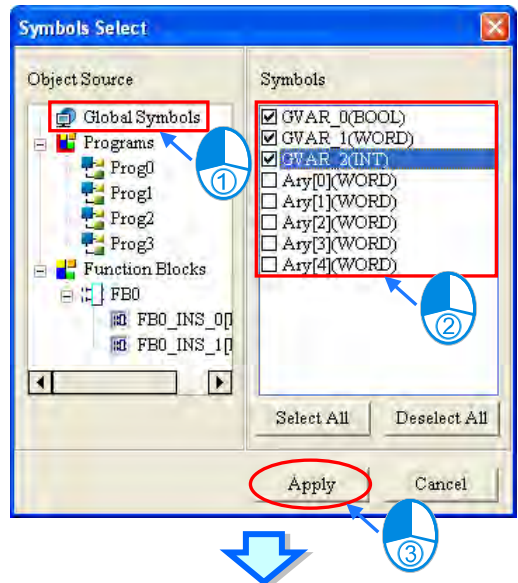 Symbols Select
Object Source
Global Symbols
Programs
Prog0
Prog1
Prog2
Prog3
Function Blocks
FB0
FB0_INS_0[
FB0_INS_1[
Symbols
GVAR_0(BOOL)
GVAR_1(WORD)
GVAR_2(INT)
Ary[0](WORD)
Ary[1](WORD)
Ary[2](WORD)
Ary[3](WORD)
Ary[4](WORD)
Select All
Deselect All
Apply
Cancel
①
②
③